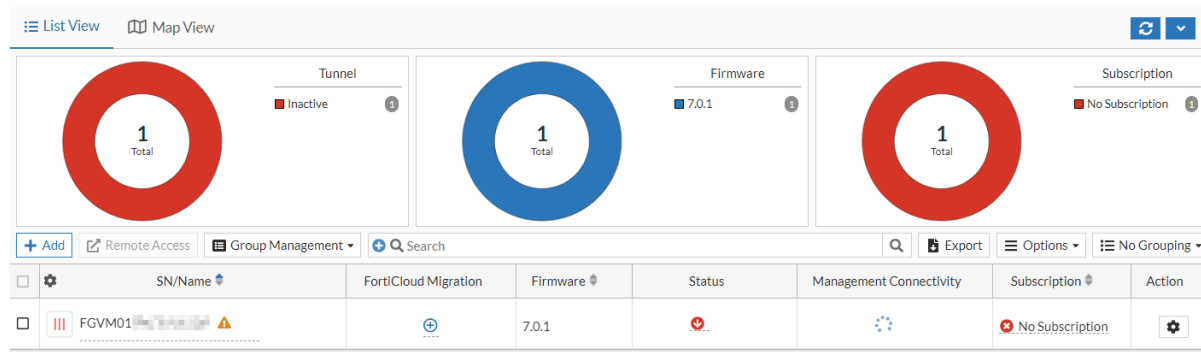 List View Map View
Tunnel
Inactive 1
1
Total
Firmware
7.0.1 1
1
Total
Subscription
No Subscription 1
1
Total
Add Remote Access Group Management Search Export Options No Grouping
SN/Name FortiCloud Migration Firmware Status Management Connectivity Subscription Action
FGVM01 7.0.1 No Subscription